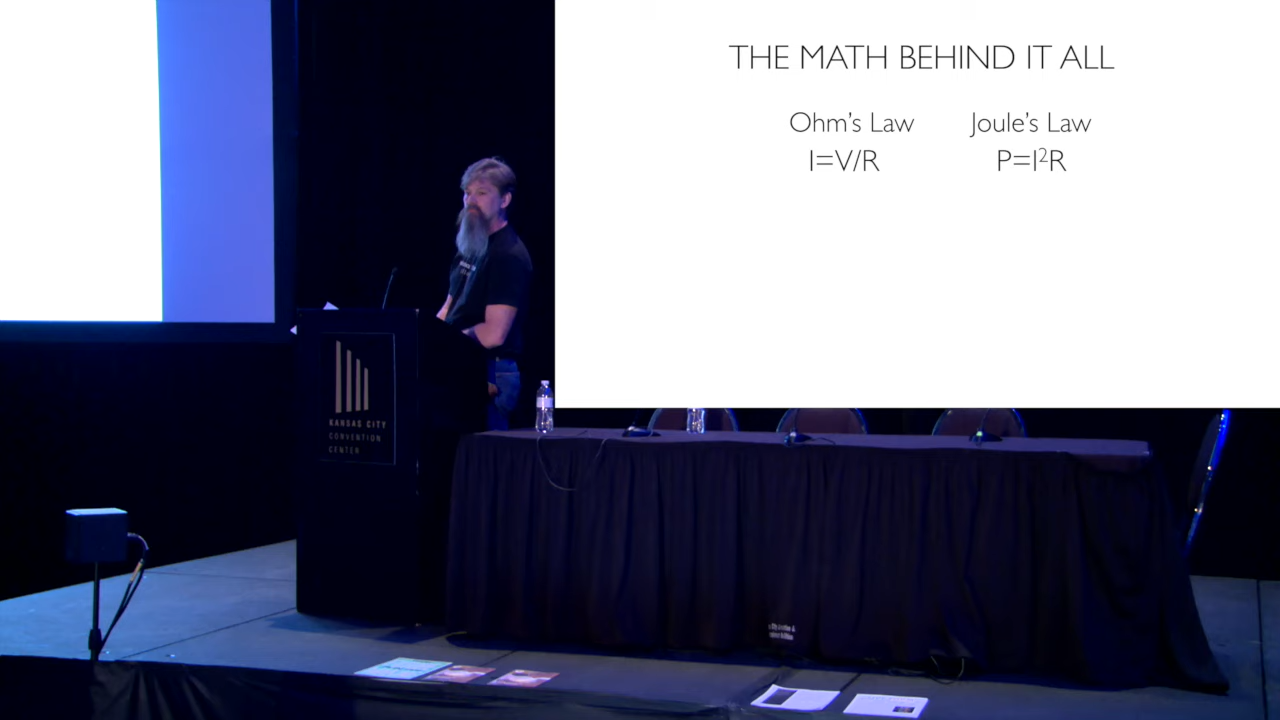 THE MATH BEHIND IT ALL
Ohm's Law
Joule's Law
I=V/R
P=I²R
KANSAS CITY
CONVENTION
CENTER